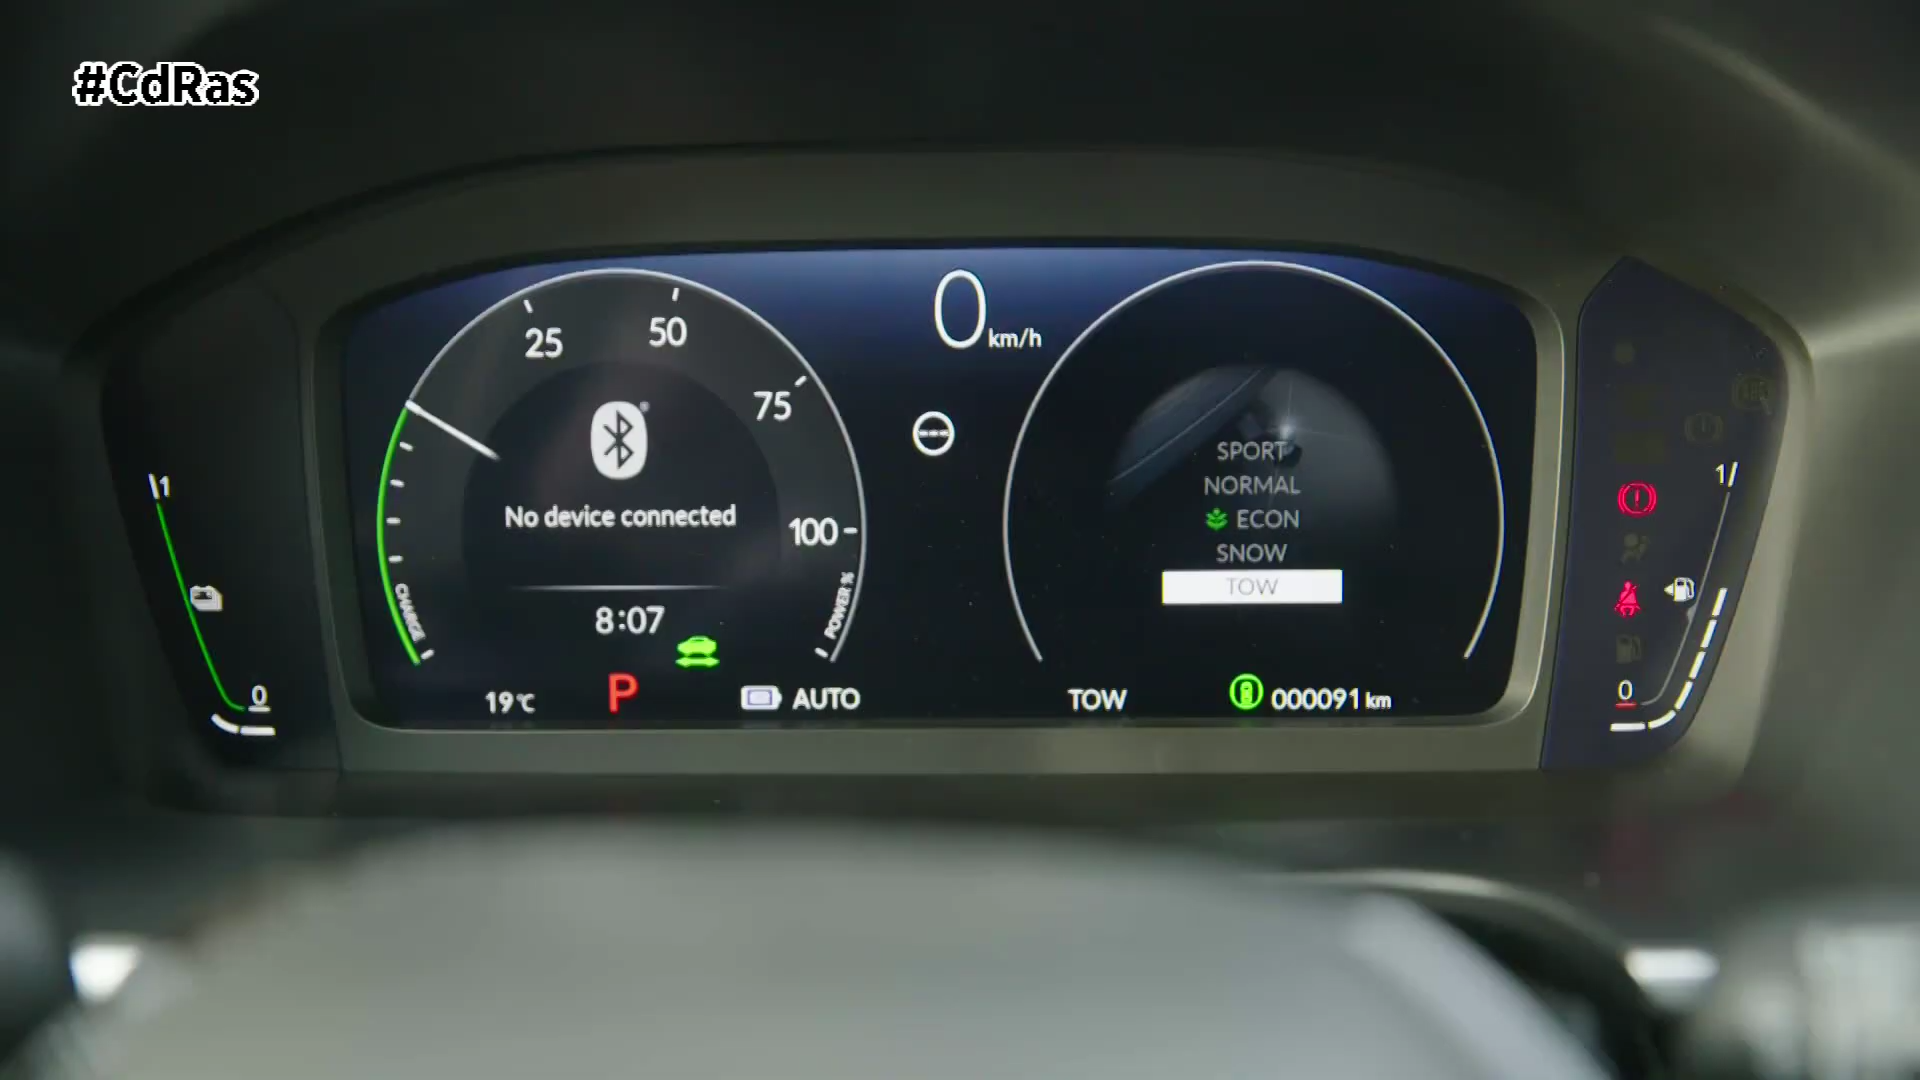 #CdRas
0 km/h
25
50
75
100
CHARGE
POWER %
No device connected
8:07
19°C
P
AUTO
SPORT
NORMAL
ECON
SNOW
TOW
TOW
000091 km
1
0
1
0